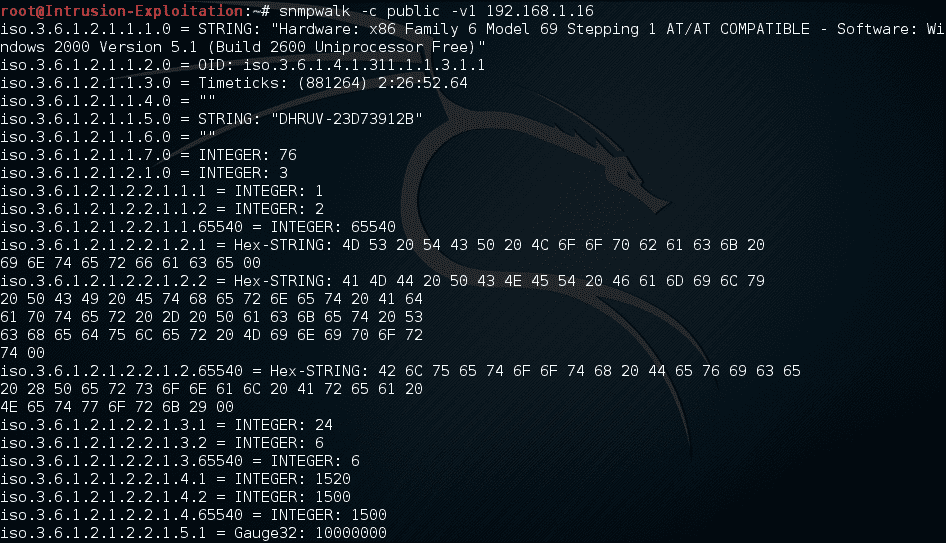 root@Intrusion-Exploitation:~# snmpwalk -c public -v1 192.168.1.16
iso.3.6.1.2.1.1.1.0 = STRING: "Hardware: x86 Family 6 Model 69 Stepping 1 AT/AT COMPATIBLE - Software: Wi
ndows 2000 Version 5.1 (Build 2600 Uniprocessor Free)"
iso.3.6.1.2.1.1.2.0 = OID: iso.3.6.1.4.1.311.1.1.3.1.1
iso.3.6.1.2.1.1.3.0 = Timeticks: (881264) 2:26:52.64
iso.3.6.1.2.1.1.4.0 = ""
iso.3.6.1.2.1.1.5.0 = STRING: "DHRUV-23D73912B"
iso.3.6.1.2.1.1.6.0 = ""
iso.3.6.1.2.1.1.7.0 = INTEGER: 76
iso.3.6.1.2.1.2.1.0 = INTEGER: 3
iso.3.6.1.2.1.2.2.1.1.1 = INTEGER: 1
iso.3.6.1.2.1.2.2.1.1.2 = INTEGER: 2
iso.3.6.1.2.1.2.2.1.1.65540 = INTEGER: 65540
iso.3.6.1.2.1.2.2.1.2.1 = Hex-STRING: 4D 53 20 54 43 50 20 4C 6F 6F 70 62 61 63 6B 20
69 6E 74 65 72 66 61 63 65 00
iso.3.6.1.2.1.2.2.1.2.2 = Hex-STRING: 41 4D 44 20 50 43 4E 45 54 20 46 61 6D 69 6C 79
20 50 43 49 20 45 74 68 65 72 6E 65 74 20 41 64
61 70 74 65 72 20 2D 20 50 61 63 6B 65 74 20 53
63 68 65 64 75 6C 65 72 20 4D 69 6E 69 70 6F 72
74 00
iso.3.6.1.2.1.2.2.1.2.65540 = Hex-STRING: 42 6C 75 65 74 6F 6F 74 68 20 44 65 76 69 63 65
20 28 50 65 72 73 6F 6E 61 6C 20 41 72 65 61 20
4E 65 74 77 6F 72 6B 29 00
iso.3.6.1.2.1.2.2.1.3.1 = INTEGER: 24
iso.3.6.1.2.1.2.2.1.3.2 = INTEGER: 6
iso.3.6.1.2.1.2.2.1.3.65540 = INTEGER: 6
iso.3.6.1.2.1.2.2.1.4.1 = INTEGER: 1520
iso.3.6.1.2.1.2.2.1.4.2 = INTEGER: 1500
iso.3.6.1.2.1.2.2.1.4.65540 = INTEGER: 1500
iso.3.6.1.2.1.2.2.1.5.1 = Gauge32: 10000000